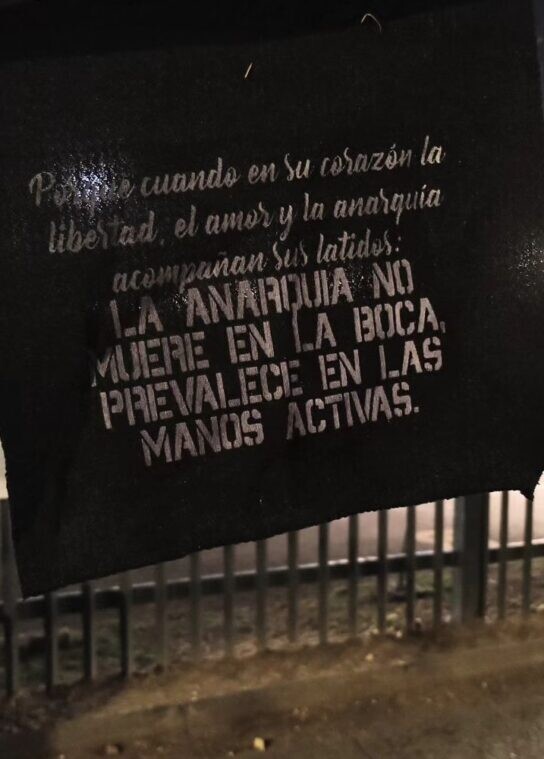 Porque cuando en su corazón la
libertad, el amor y la anarquía
acompañan sus latidos:
LA ANARQUIA NO
MUERE EN LA BOCA,
PREVALECE EN LAS
MANOS ACTIVAS.